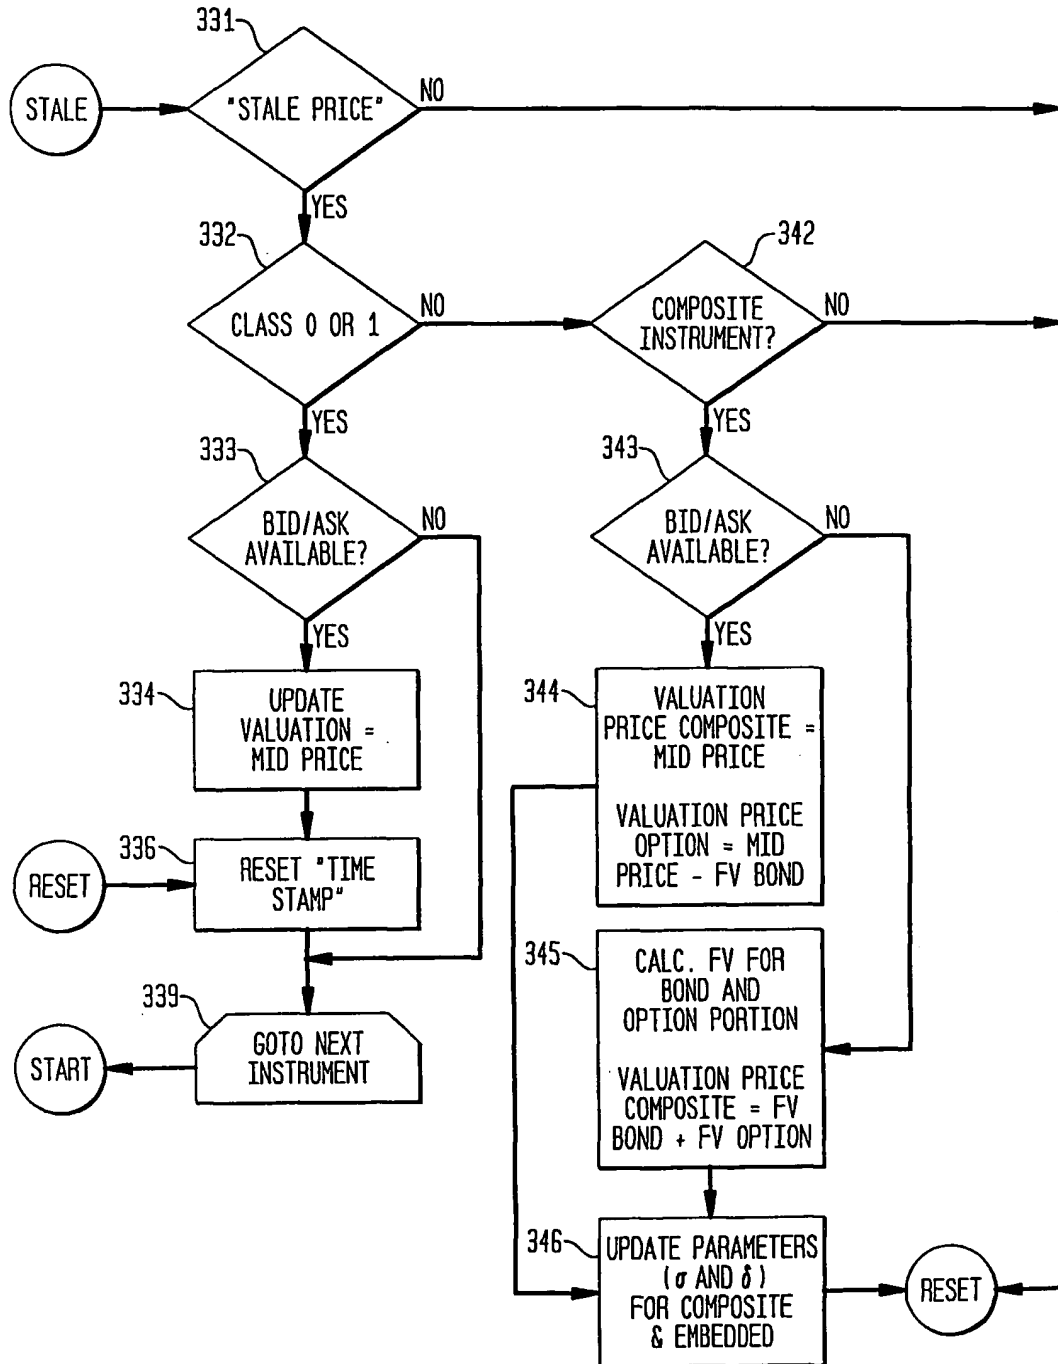 331
STALE
"STALE PRICE"
NO
YES
332
CLASS 0 OR 1
NO
342
COMPOSITE
INSTRUMENT?
NO
YES
YES
333
BID/ASK
AVAILABLE?
NO
343
BID/ASK
AVAILABLE?
NO
YES
YES
334
UPDATE
VALUATION =
MID PRICE
344
VALUATION
PRICE COMPOSITE =
MID PRICE
VALUATION PRICE
OPTION = MID
PRICE - FV BOND
336
RESET
RESET "TIME
STAMP"
345
CALC. FV FOR
BOND AND
OPTION PORTION
VALUATION PRICE
COMPOSITE = FV
BOND + FV OPTION
339
START
GOTO NEXT
INSTRUMENT
346
UPDATE PARAMETERS
(σ AND δ)
FOR COMPOSITE
& EMBEDDED
RESET